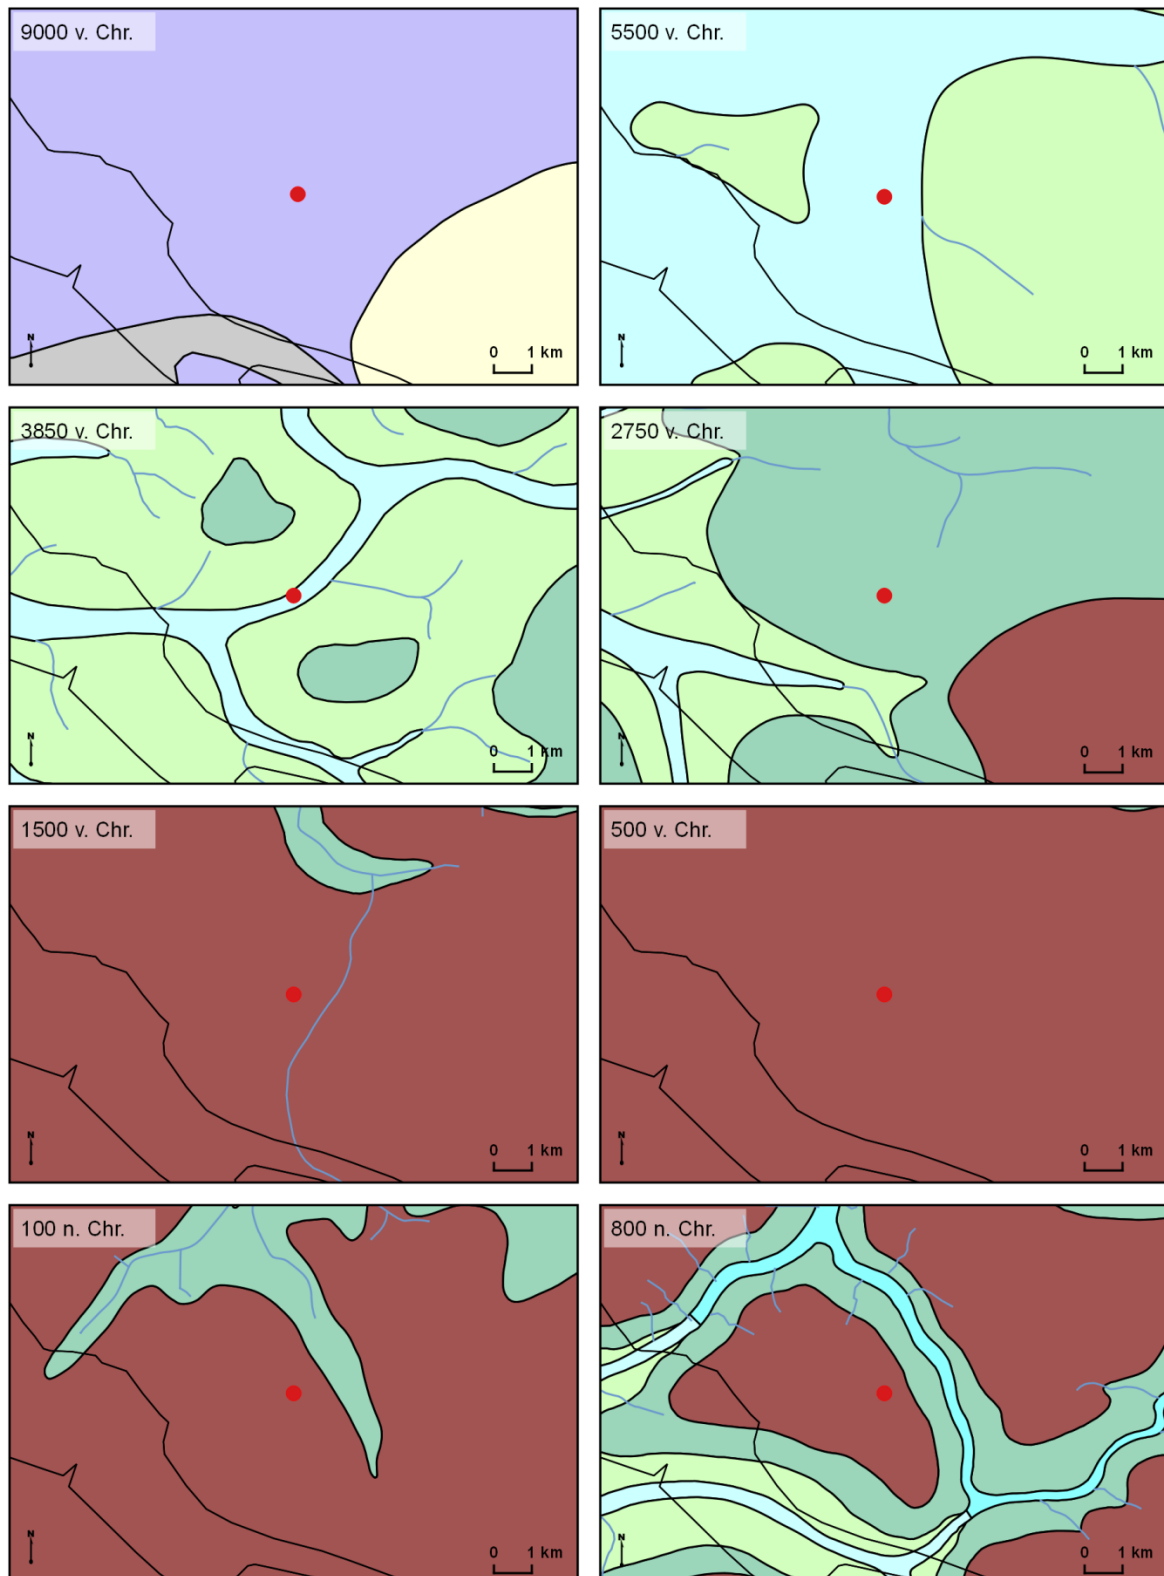 9000 v. Chr.
N
0 1 km
5500 v. Chr.
N
0 1 km
3850 v. Chr.
N
0 1 km
2750 v. Chr.
N
0 1 km
1500 v. Chr.
N
0 1 km
500 v. Chr.
N
0 1 km
100 n. Chr.
N
0 1 km
800 n. Chr.
N
0 1 km